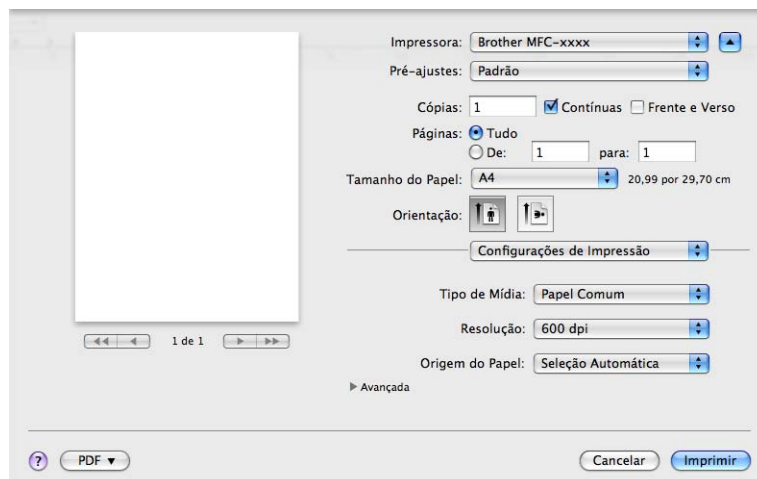 Impressora: Brother MFC-xxxx
Pré-ajustes: Padrão
Cópias: 1 Contínuas Frente e Verso
Páginas: Tudo
De: 1 para: 1
Tamanho do Papel: A4 20,99 por 29,70 cm
Orientação:
Configurações de Impressão
Tipo de Mídia: Papel Comum
Resolução: 600 dpi
Origem do Papel: Seleção Automática
Avançada
1 de 1
? PDF Cancelar Imprimir